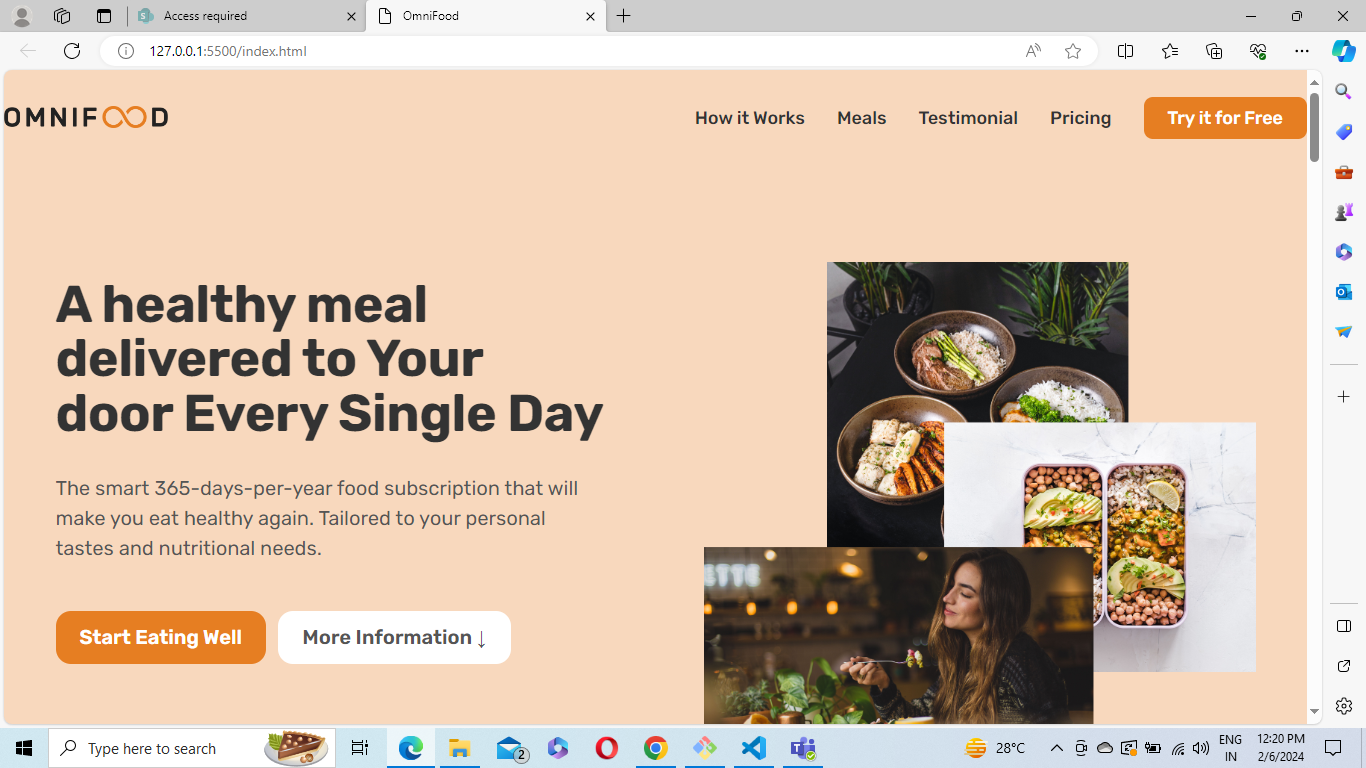 Access required
OmniFood
127.0.0.1:5500/index.html
OMNIFOOD
How it Works
Meals
Testimonial
Pricing
Try it for Free
A healthy meal
delivered to Your
door Every Single Day
The smart 365-days-per-year food subscription that will
make you eat healthy again. Tailored to your personal
tastes and nutritional needs.
Start Eating Well
More Information ↓
Type here to search
2
28°C
ENG
IN
12:20 PM
2/6/2024